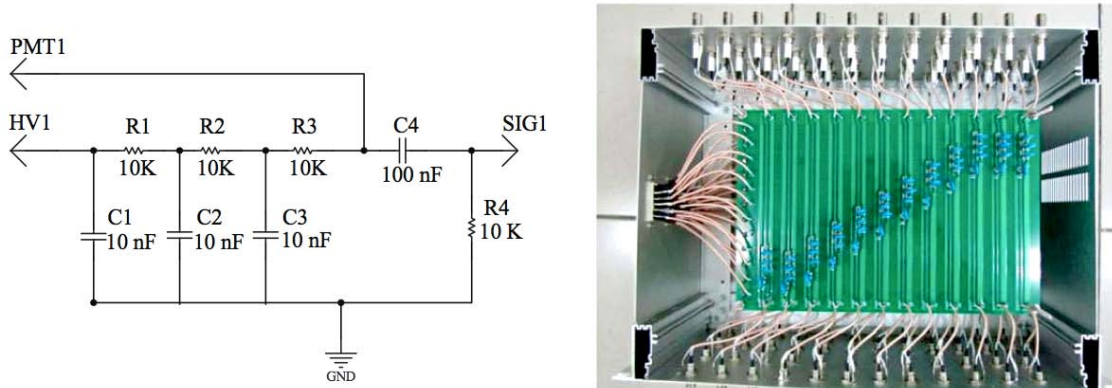 PMT1
HV1
R1
R2
R3
C4
SIG1
10K
10K
10K
100 nF
C1
10 nF
C2
10 nF
C3
10 nF
R4
10 K
GND